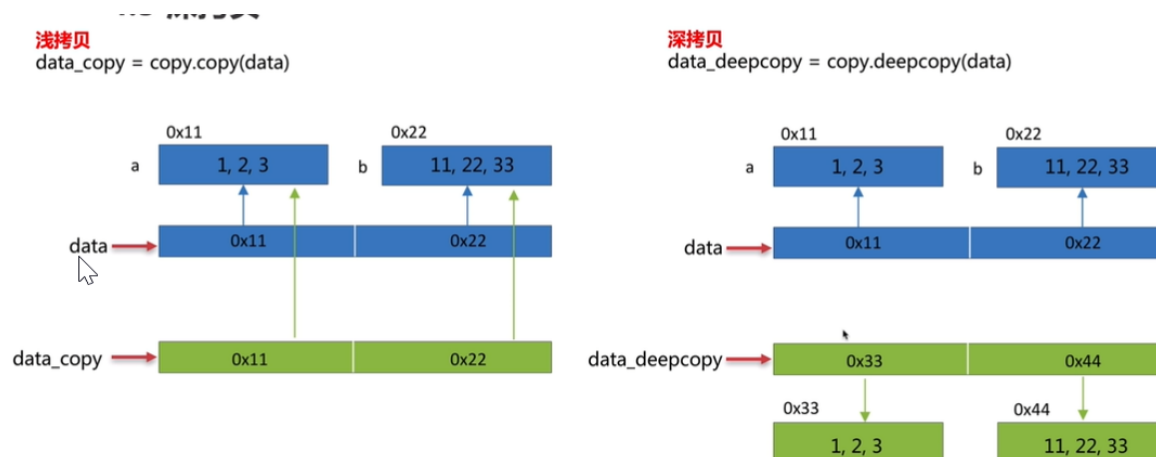 浅拷贝
data_copy = copy.copy(data)
0x11
0x22
a
1, 2, 3
b
11, 22, 33
data
0x11
0x22
data_copy
0x11
0x22
深拷贝
data_deepcopy = copy.deepcopy(data)
0x11
0x22
a
1, 2, 3
b
11, 22, 33
data
0x11
0x22
data_deepcopy
0x33
0x44
0x33
0x44
1, 2, 3
11, 22, 33